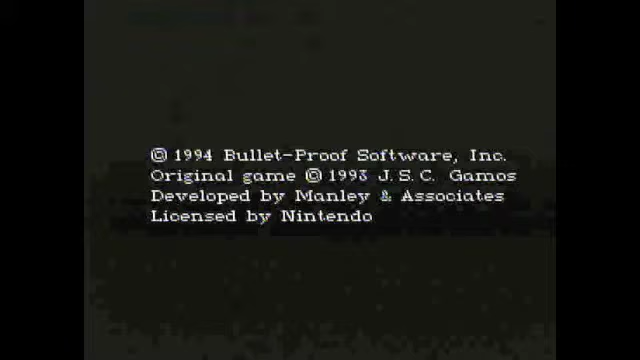 © 1994 Bullet-Proof Software, Inc.
Original game © 1993 J.S.C. Gamos
Developed by Manley & Associates
Licensed by Nintendo